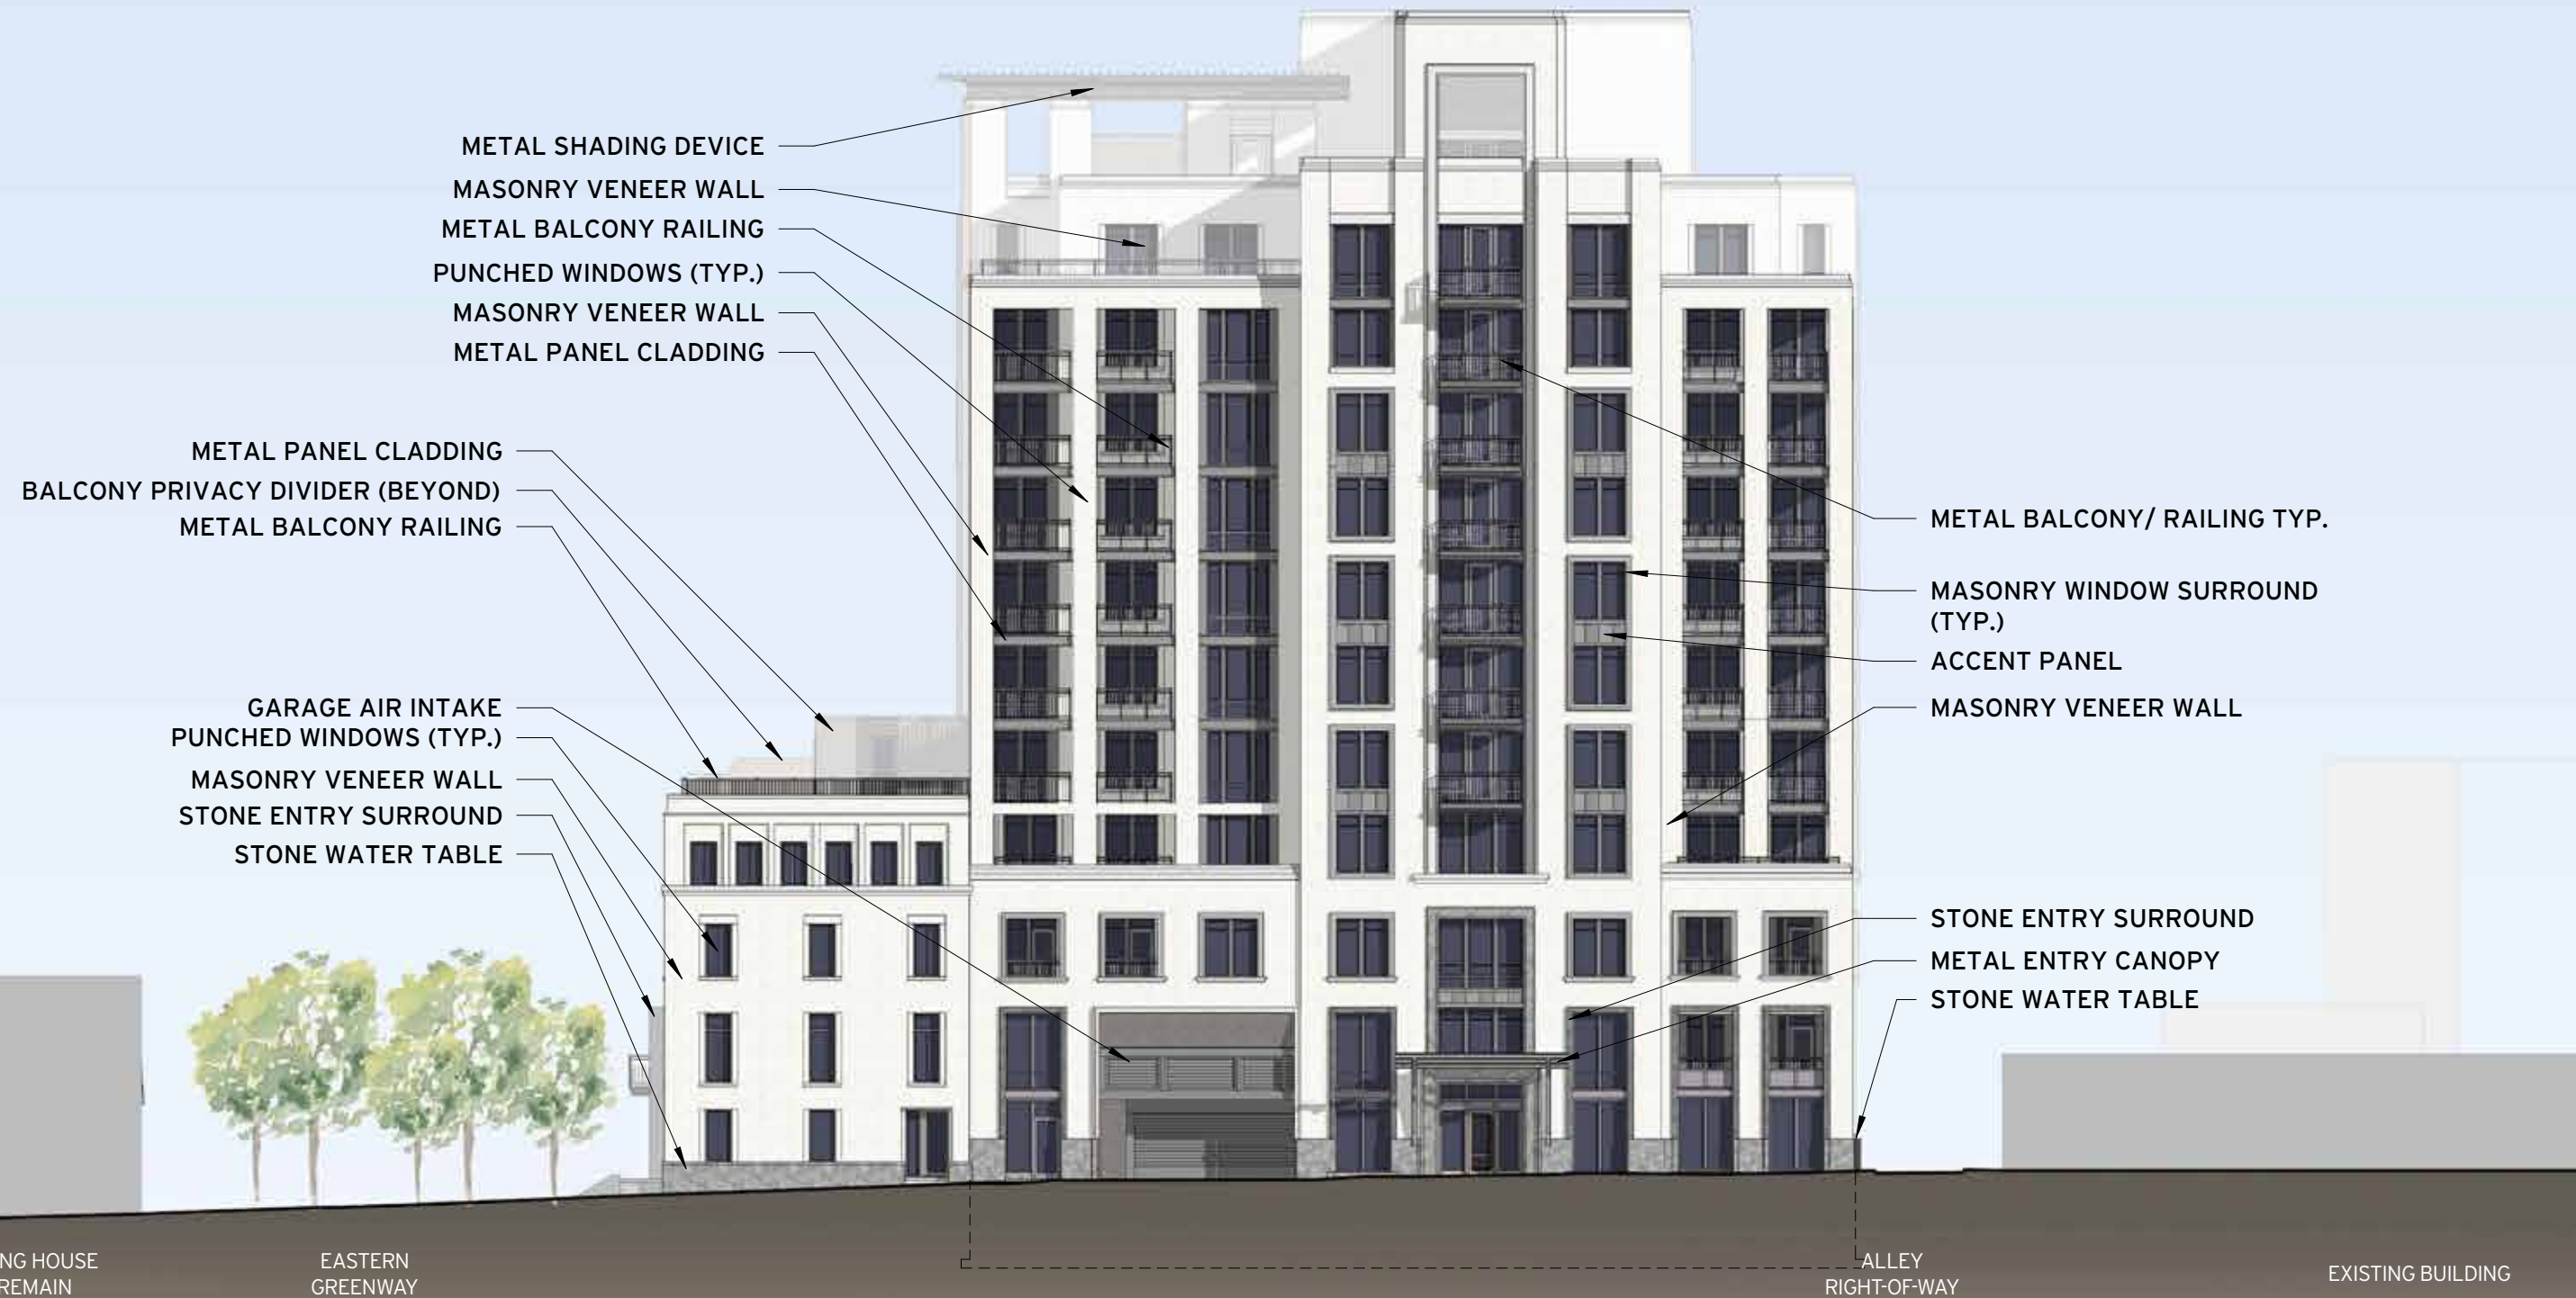 METAL SHADING DEVICE
MASONRY VENEER WALL
METAL BALCONY RAILING
PUNCHED WINDOWS (TYP.)
MASONRY VENEER WALL
METAL PANEL CLADDING
METAL PANEL CLADDING
BALCONY PRIVACY DIVIDER (BEYOND)
METAL BALCONY RAILING
GARAGE AIR INTAKE
PUNCHED WINDOWS (TYP.)
MASONRY VENEER WALL
STONE ENTRY SURROUND
STONE WATER TABLE
METAL BALCONY/ RAILING TYP.
MASONRY WINDOW SURROUND
(TYP.)
ACCENT PANEL
MASONRY VENEER WALL
STONE ENTRY SURROUND
METAL ENTRY CANOPY
STONE WATER TABLE
NG HOUSE
REMAIN
EASTERN
GREENWAY
ALLEY
RIGHT-OF-WAY
EXISTING BUILDING